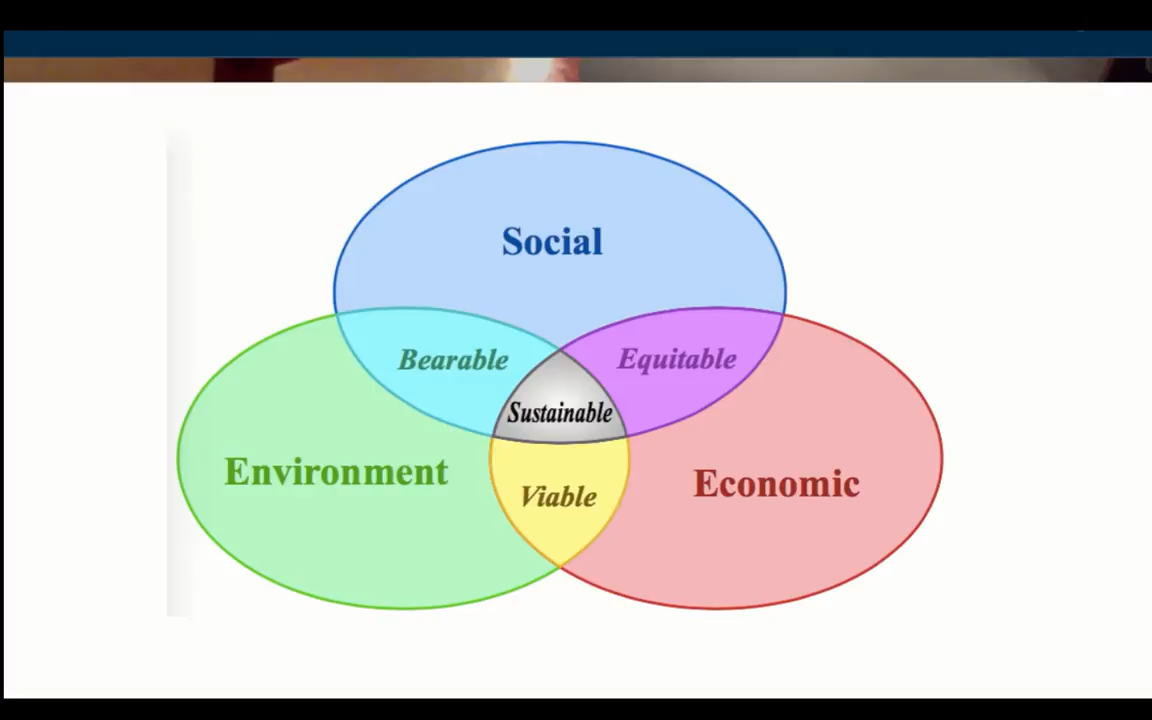 Social
Bearable
Equitable
Sustainable
Environment
Economic
Viable